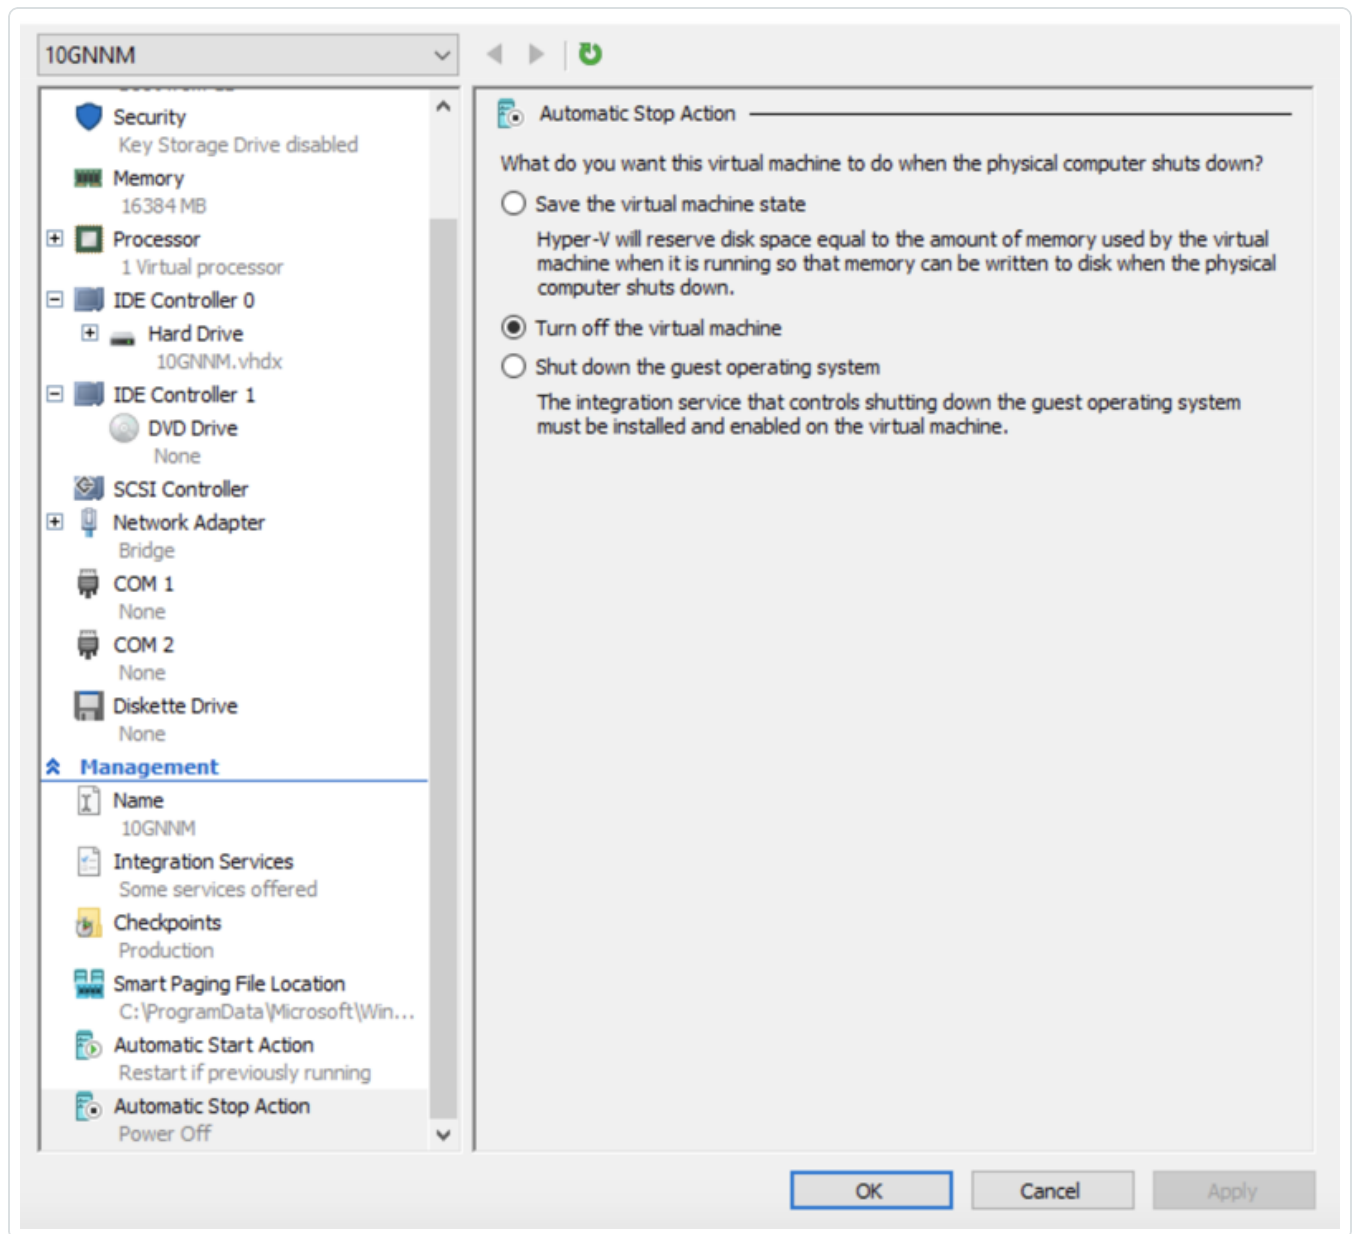 10GNNM
Security
Key Storage Drive disabled
Memory
16384 MB
Processor
1 Virtual processor
IDE Controller 0
Hard Drive
10GNNM.vhdx
IDE Controller 1
DVD Drive
None
SCSI Controller
Network Adapter
Bridge
COM 1
None
COM 2
None
Diskette Drive
None
Management
Name
10GNNM
Integration Services
Some services offered
Checkpoints
Production
Smart Paging File Location
C:\ProgramData\Microsoft\Win...
Automatic Start Action
Restart if previously running
Automatic Stop Action
Power Off
Automatic Stop Action
What do you want this virtual machine to do when the physical computer shuts down?
Save the virtual machine state
Hyper-V will reserve disk space equal to the amount of memory used by the virtual
machine when it is running so that memory can be written to disk when the physical
computer shuts down.
Turn off the virtual machine
Shut down the guest operating system
The integration service that controls shutting down the guest operating system
must be installed and enabled on the virtual machine.
OK
Cancel
Apply